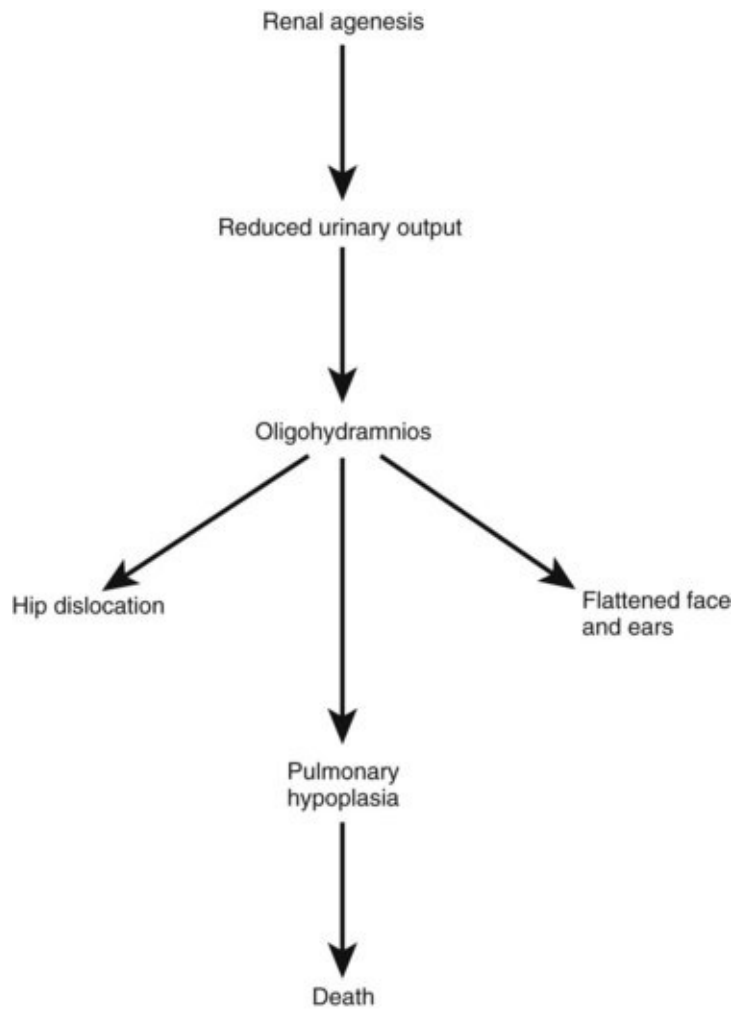 Renal agenesis
Reduced urinary output
Oligohydramnios
Hip dislocation
Flattened face
and ears
Pulmonary
hypoplasia
Death